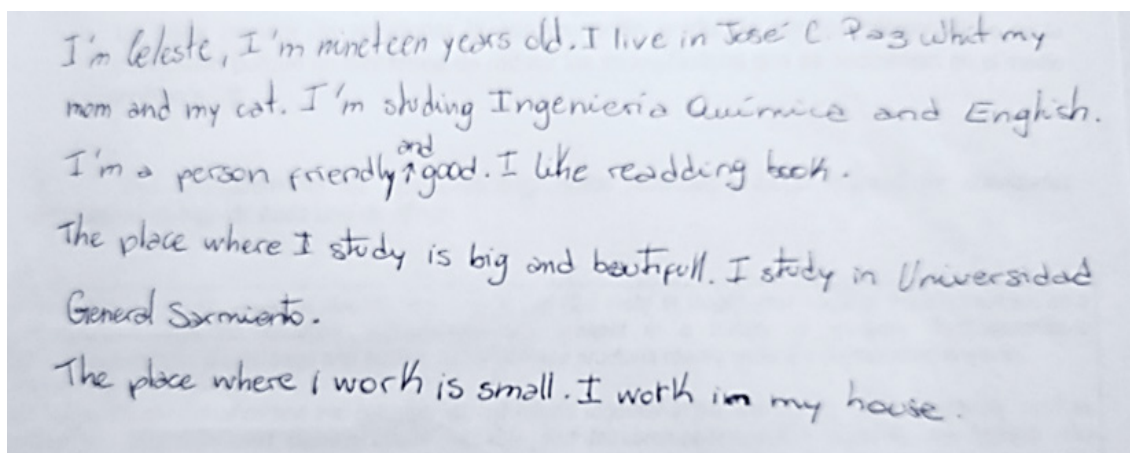 I'm Celeste, I'm nineteen years old. I live in José C. Paz whit my
mom and my cat. I'm studing Ingenieria Quimica and English.
I'm a person friendly and good. I like readding book.
The place where I study is big and beutifull. I study in Universidad
General Sarmiento.
The place where i work is small. I work im my house.